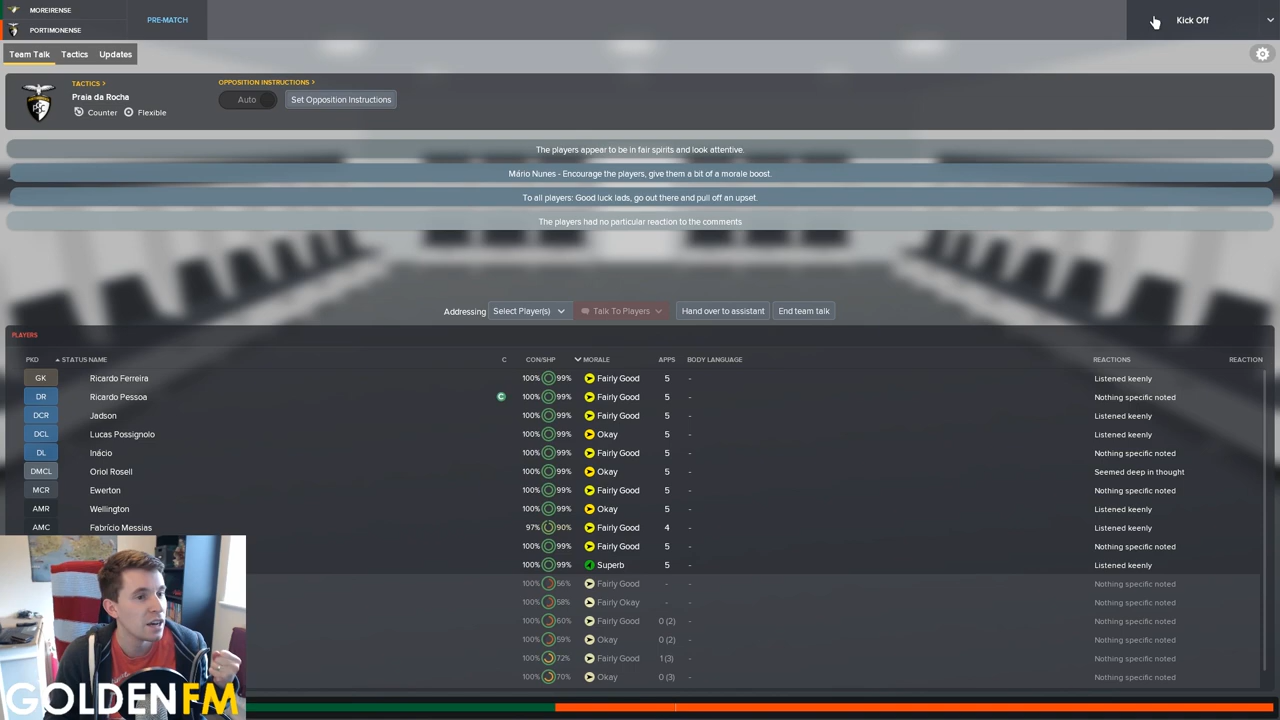 MOREIRENSE
PORTIMONENSE
PRE-MATCH
Kick Off
Team Talk Tactics Updates
TACTICS >
Praia da Rocha
Counter Flexible
OPPOSITION INSTRUCTIONS >
Auto Set Opposition Instructions
The players appear to be in fair spirits and look attentive.
Mário Nunes - Encourage the players, give them a bit of a morale boost.
To all players: Good luck lads, go out there and pull off an upset.
The players had no particular reaction to the comments
Addressing Select Player(s) Talk To Players Hand over to assistant End team talk
PLAYERS
PKD STATUS NAME C CON/SHP MORALE APPS BODY LANGUAGE REACTIONS REACTION
GK Ricardo Ferreira 100% 99% Fairly Good 5 - Listened keenly
DR Ricardo Pessoa C 100% 99% Fairly Good 5 - Nothing specific noted
DCR Jadson 100% 99% Fairly Good 5 - Listened keenly
DCL Lucas Possignolo 100% 99% Okay 5 - Listened keenly
DL Inácio 100% 99% Fairly Good 5 - Nothing specific noted
DMCL Oriol Rosell 100% 99% Okay 5 - Seemed deep in thought
MCR Ewerton 100% 99% Fairly Good 5 - Nothing specific noted
AMR Wellington 100% 99% Okay 5 - Listened keenly
AMC Fabrício Messias 97% 90% Fairly Good 4 - Listened keenly
100% 99% Fairly Good 5 - Nothing specific noted
100% 99% Superb 5 - Listened keenly
100% 56% Fairly Good - - Nothing specific noted
100% 58% Fairly Okay - - Nothing specific noted
100% 60% Fairly Good 0 (2) - Nothing specific noted
100% 59% Okay 0 (2) - Nothing specific noted
100% 72% Fairly Good 1 (3) - Nothing specific noted
100% 70% Okay 0 (3) - Nothing specific noted
GOLDENFM